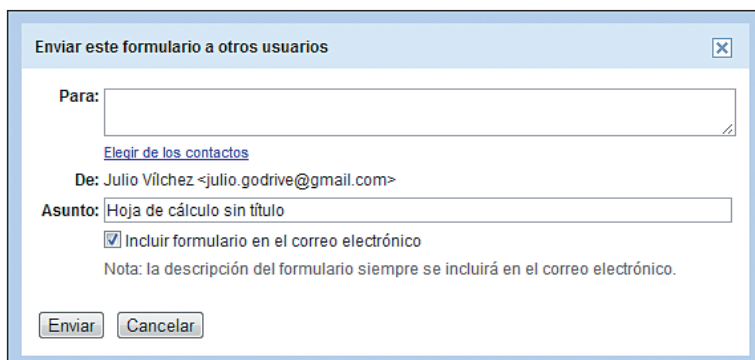 Enviar este formulario a otros usuarios
Para:
Elegir de los contactos
De: Julio Vílchez <julio.godrive@gmail.com>
Asunto: Hoja de cálculo sin título
Incluir formulario en el correo electrónico
Nota: la descripción del formulario siempre se incluirá en el correo electrónico.
Enviar Cancelar